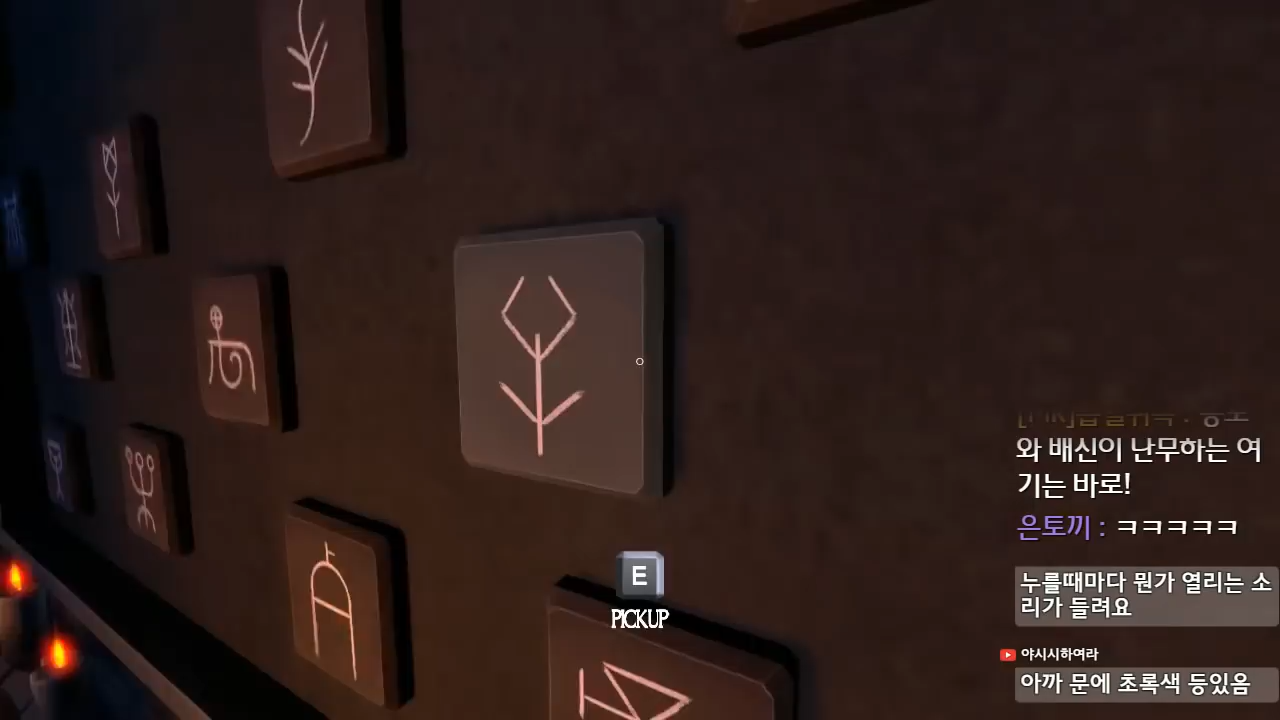 E
PICKUP
와 배신이 난무하는 여
기는 바로!
은토끼 : ㅋㅋㅋㅋㅋ
누를때마다 뭔가 열리는 소
리가 들려요
야시시하여라
아까 문에 초록색 등있음